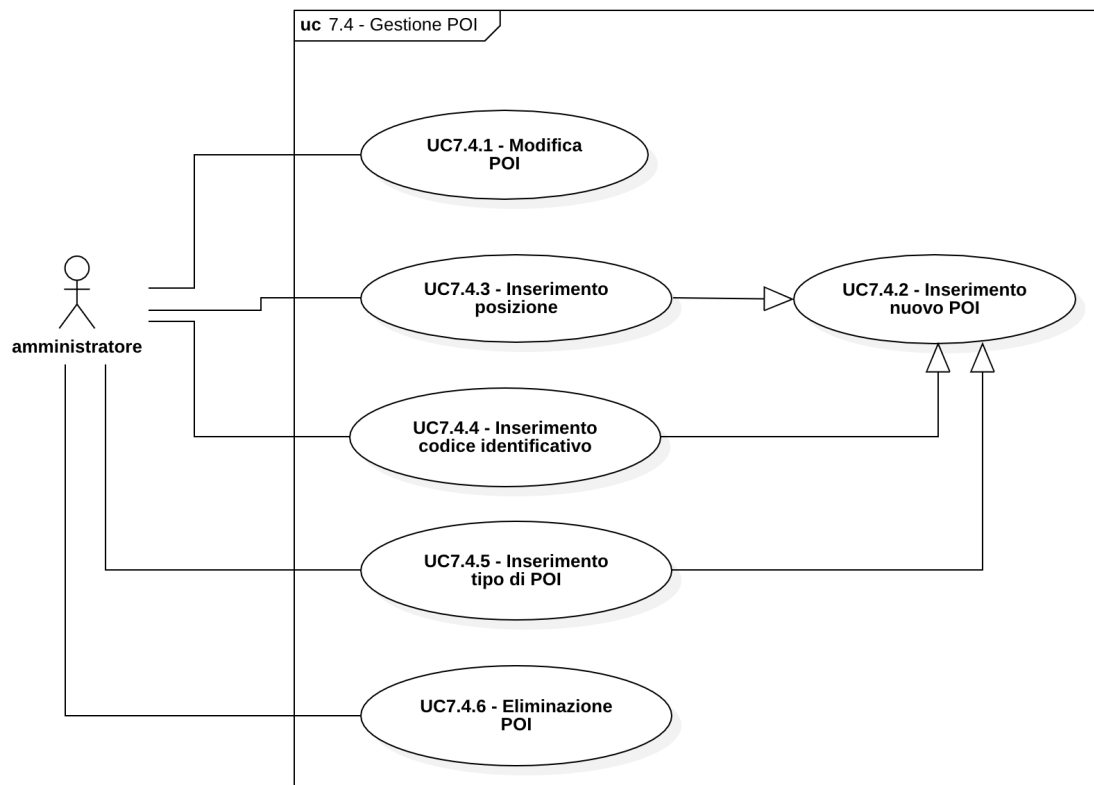 uc 7.4 - Gestione POI
UC7.4.1 - Modifica
POI
UC7.4.3 - Inserimento
posizione
UC7.4.2 - Inserimento
nuovo POI
amministratore
UC7.4.4 - Inserimento
codice identificativo
UC7.4.5 - Inserimento
tipo di POI
UC7.4.6 - Eliminazione
POI